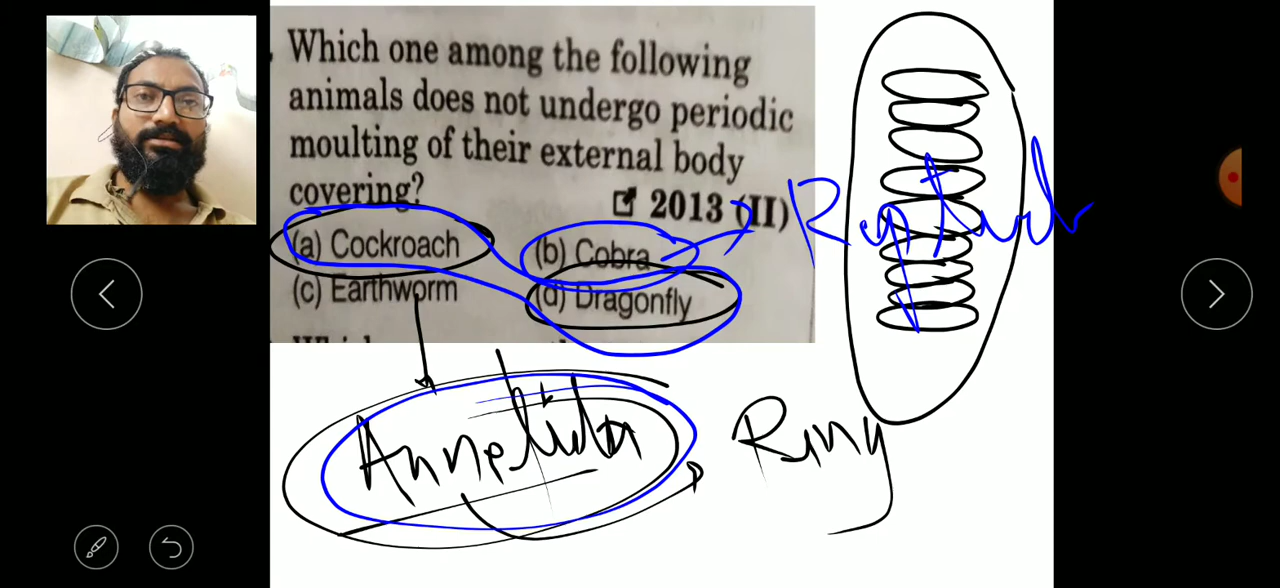 Which one among the following
animals does not undergo periodic
moulting of their external body
covering?
2013 (II)
(a) Cockroach (b) Cobra
(c) Earthworm (d) Dragonfly
Annelida
Ring